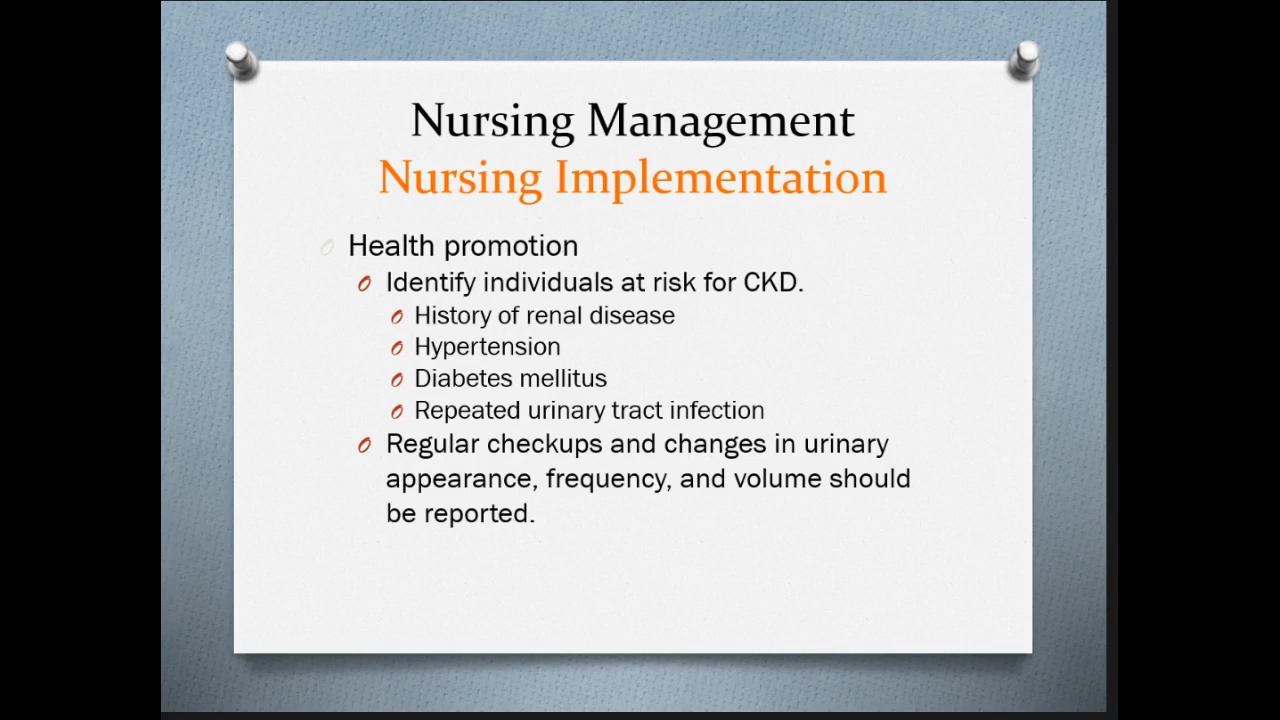 Nursing Management
Nursing Implementation
Health promotion
Identify individuals at risk for CKD.
History of renal disease
Hypertension
Diabetes mellitus
Repeated urinary tract infection
Regular checkups and changes in urinary
appearance, frequency, and volume should
be reported.